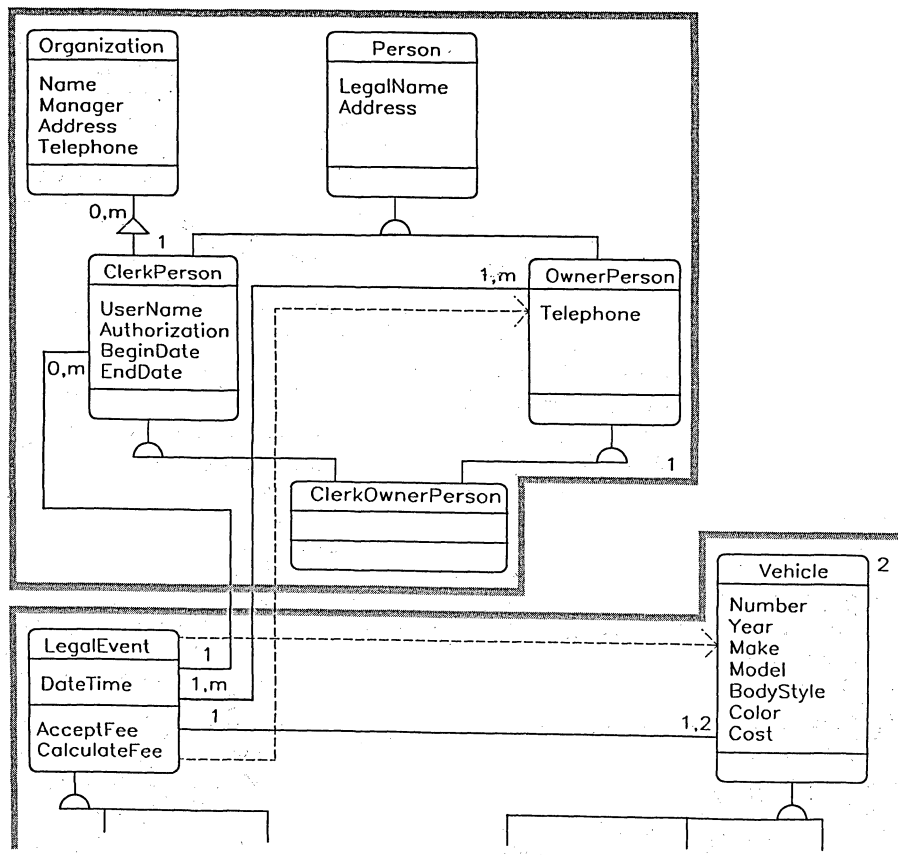 Organization
Name
Manager
Address
Telephone
Person
LegalName
Address
0,m
1
ClerkPerson
UserName
Authorization
BeginDate
EndDate
0,m
1,m
OwnerPerson
Telephone
1
ClerkOwnerPerson
2
Vehicle
Number
Year
Make
Model
BodyStyle
Color
Cost
LegalEvent
DateTime
AcceptFee
CalculateFee
1
1,m
1
1,2